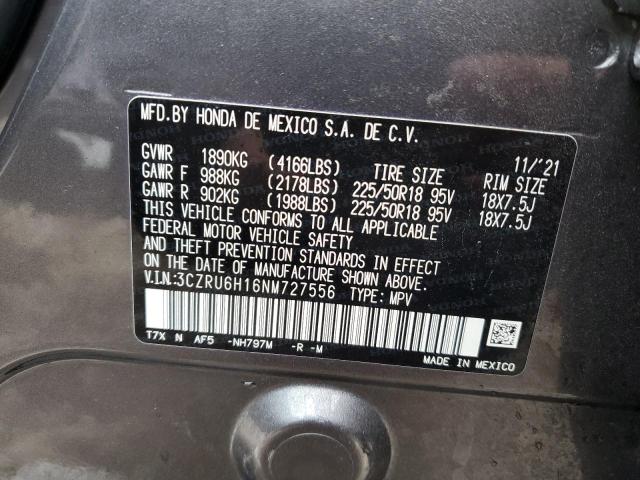 MFD.BY HONDA DE MEXICO S.A. DE C.V.
11/'21
GVWR 1890KG (4166LBS) TIRE SIZE RIM SIZE
GAWR F 988KG (2178LBS) 225/50R18 95V 18X7.5J
GAWR R 902KG (1988LBS) 225/50R18 95V 18X7.5J
THIS VEHICLE CONFORMS TO ALL APPLICABLE
FEDERAL MOTOR VEHICLE SAFETY
AND THEFT PREVENTION STANDARDS IN EFFECT
ON THE DATE OF MANUFACTURE SHOWN ABOVE.
V.I.N.:3CZRU6H16NM727556 TYPE: MPV
T7X N AF5 -NH797M -R -M
MADE IN MEXICO